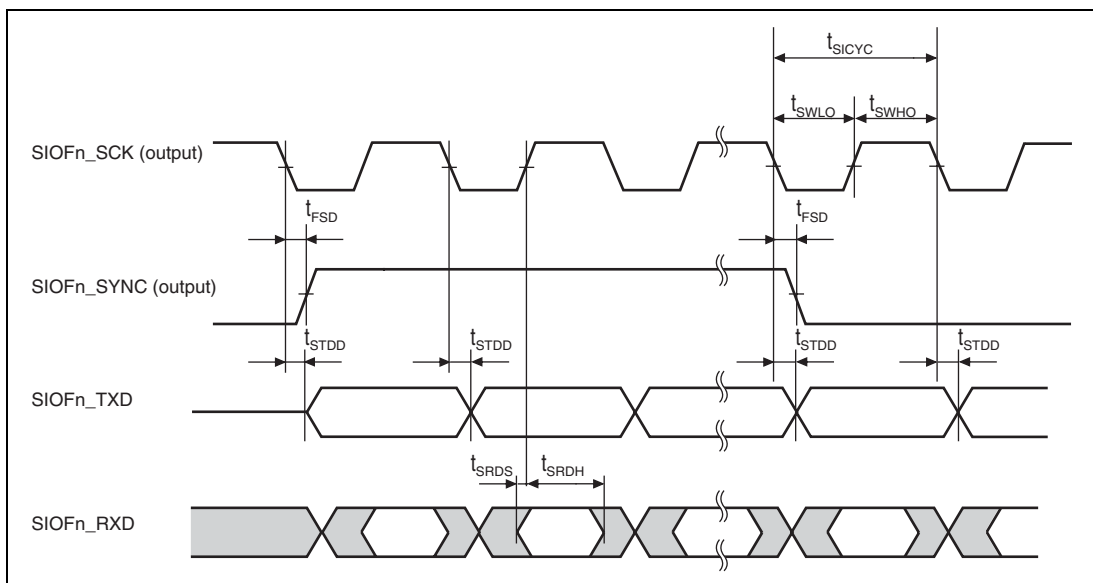 tSICYC
tSWLO tSWHO
SIOFn_SCK (output)
tFSD tFSD
SIOFn_SYNC (output)
tSTDD tSTDD tSTDD tSTDD
SIOFn_TXD
tSRDS tSRDH
SIOFn_RXD